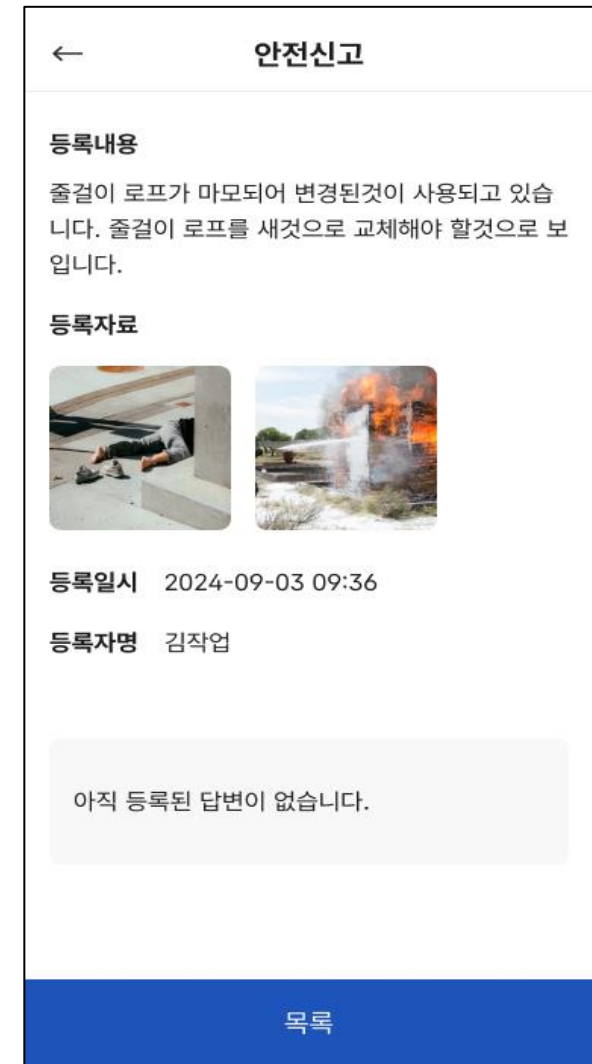 안전신고
등록내용
줄걸이 로프가 마모되어 변경된것이 사용되고 있습
니다. 줄걸이 로프를 새것으로 교체해야 할것으로 보
입니다.
등록자료
등록일시 2024-09-03 09:36
등록자명 김작업
아직 등록된 답변이 없습니다.
목록